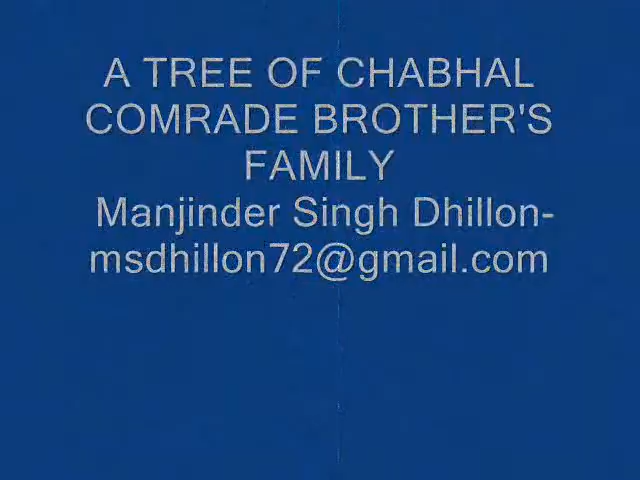 A TREE OF CHABHAL
COMRADE BROTHER'S
FAMILY
Manjinder Singh Dhillon-
msdhillon72@gmail.com